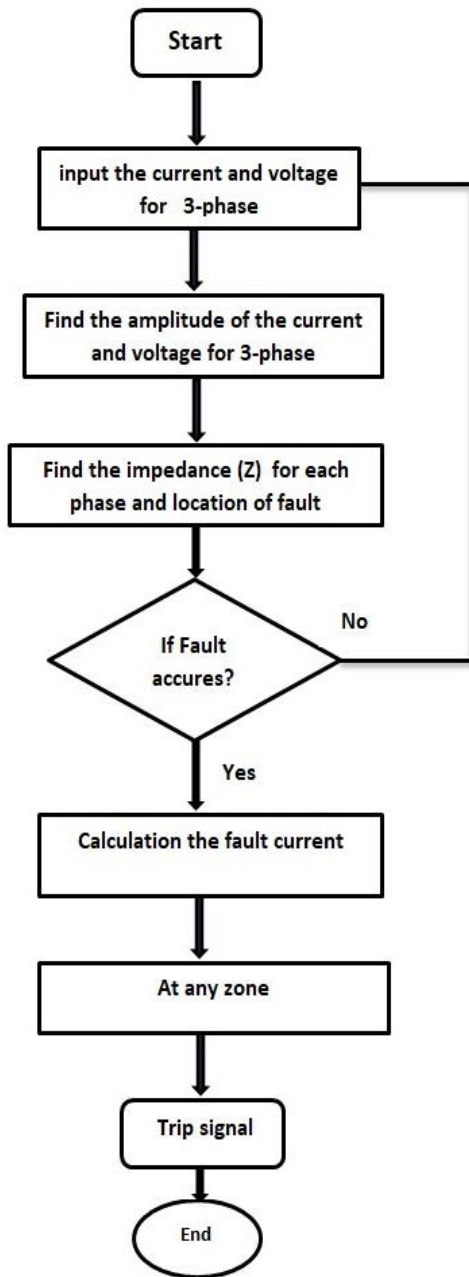 Start
input the current and voltage
for 3-phase
Find the amplitude of the current
and voltage for 3-phase
Find the impedance (Z) for each
phase and location of fault
No
If Fault
accures?
Yes
Calculation the fault current
At any zone
Trip signal
End